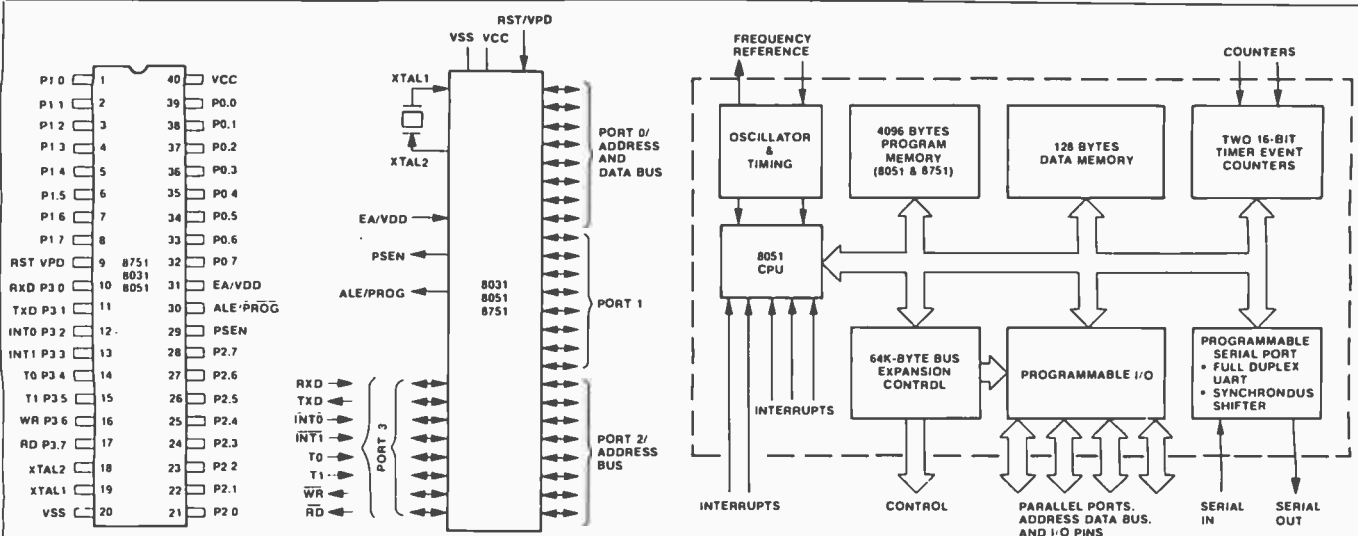 P1 0 1 40 VCC
P1 1 2 39 P0.0
P1 2 3 38 P0.1
P1 3 4 37 P0.2
P1 4 5 36 P0.3
P1.5 6 35 P0 4
P1 6 7 34 P0.5
P1 7 8 33 P0.6
RST VPD 9 8751 32 P0 7
RXD P3 0 10 8031 31 EA/VDD
8051
TXD P3 1 11 30 ALE/PROG
INT0 P3 2 12 29 PSEN
INT1 P3 3 13 28 P2.7
T0 P3 4 14 27 P2.6
T1 P3 5 15 26 P2.5
WR P3 6 16 25 P2.4
RD P3.7 17 24 P2.3
XTAL2 18 23 P2 2
XTAL1 19 22 P2.1
VSS 20 21 P2 0
RST/VPD
VSS VCC
XTAL1
XTAL2
EA/VDD
PSEN
ALE/PROG
8031
8051
8751
PORT 0/
ADDRESS
AND
DATA BUS
PORT 1
PORT 2/
ADDRESS
BUS
RXD
TXD
INT0
INT1
T0
T1
WR
RD
PORT 3
FREQUENCY
REFERENCE
COUNTERS
OSCILLATOR
&
TIMING
4096 BYTES
PROGRAM
MEMORY
(8051 & 8751)
128 BYTES
DATA MEMORY
TWO 16-BIT
TIMER EVENT
COUNTERS
8051
CPU
64K-BYTE BUS
EXPANSION
CONTROL
PROGRAMMABLE I/O
PROGRAMMABLE
SERIAL PORT
• FULL DUPLEX
UART
• SYNCHRONDUS
SHIFTER
INTERRUPTS
INTERRUPTS
CONTROL
PARALLEL PORTS,
ADDRESS DATA BUS,
AND I/O PINS
SERIAL
IN
SERIAL
OUT